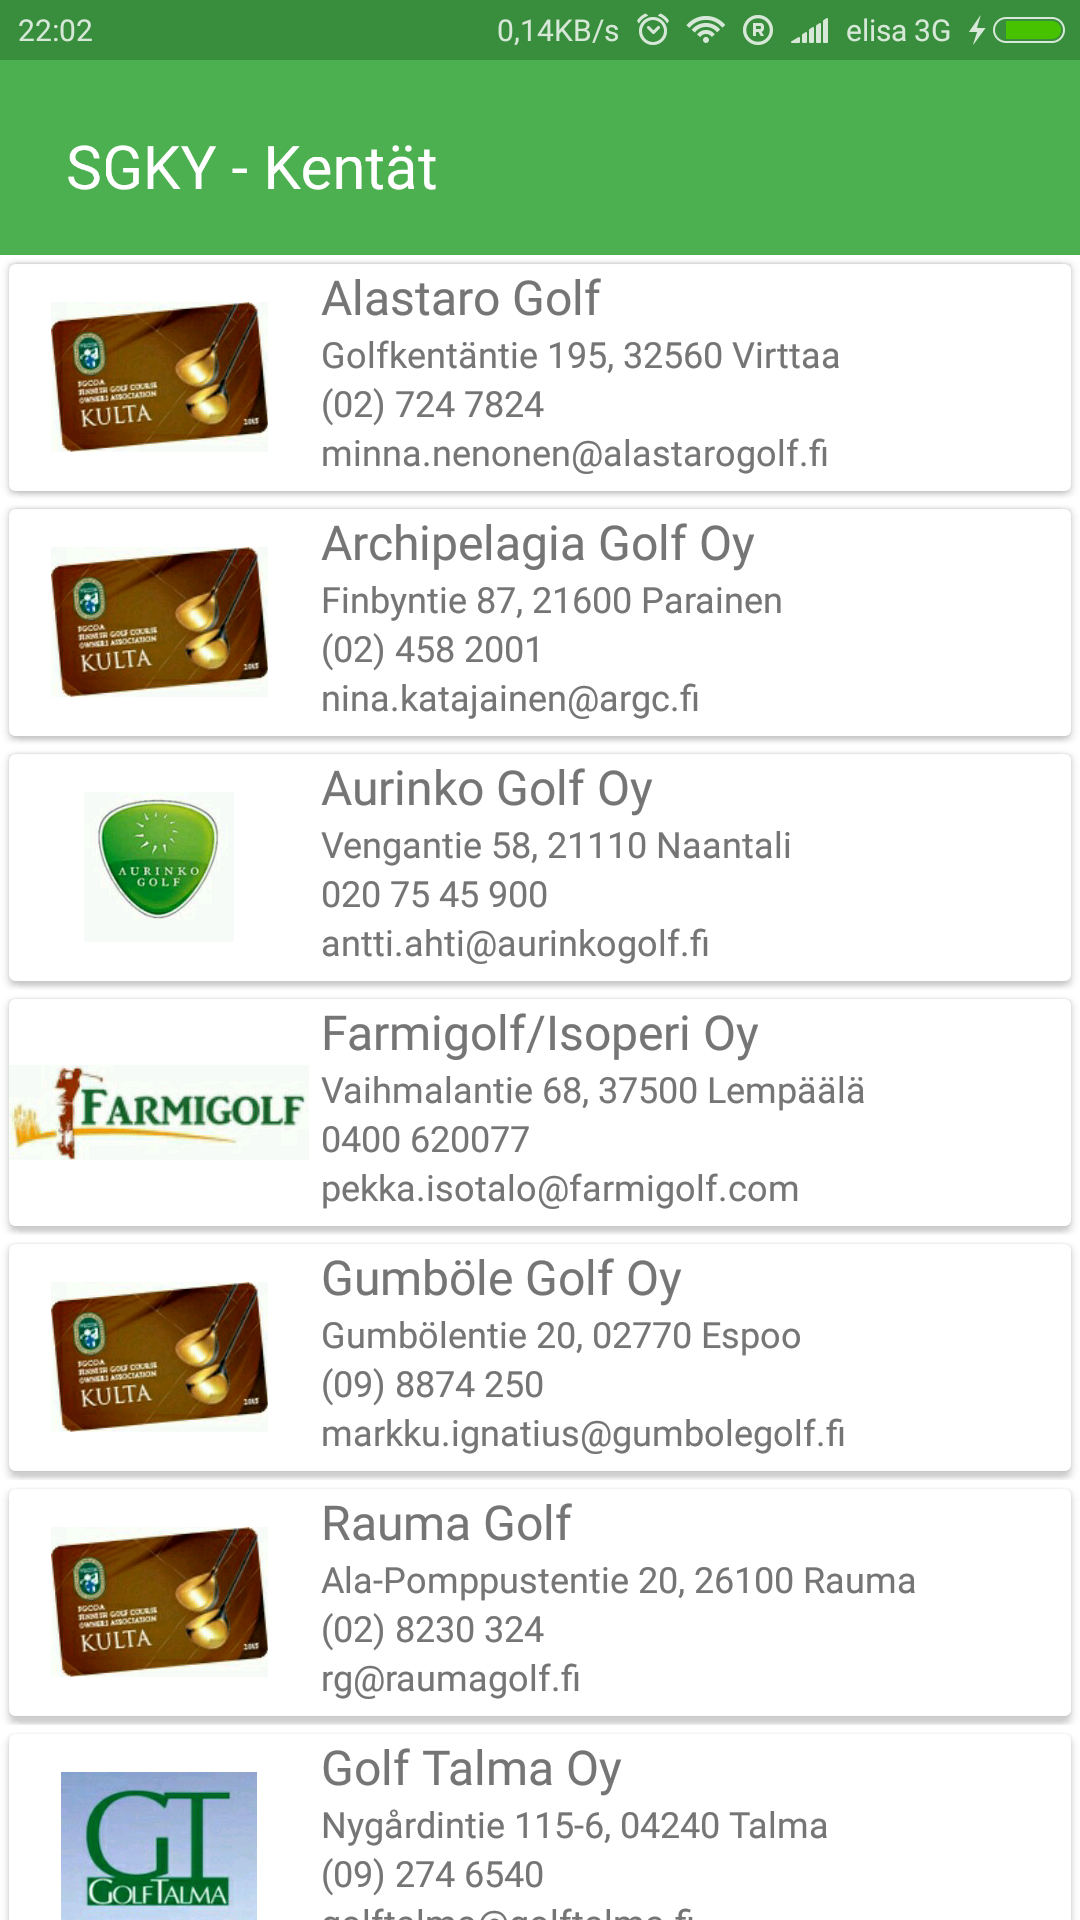 22:02 0,14KB/s R elisa 3G
SGKY - Kentät
Alastaro Golf
Golfkentäntie 195, 32560 Virttaa
(02) 724 7824
minna.nenonen@alastarogolf.fi
SGCOA
FINNISH GOLF COURSE
OWNERS ASSOCIATION
KULTA
2015
Archipelagia Golf Oy
Finbyntie 87, 21600 Parainen
(02) 458 2001
nina.katajainen@argc.fi
SGCOA
FINNISH GOLF COURSE
OWNERS ASSOCIATION
KULTA
2015
Aurinko Golf Oy
Vengantie 58, 21110 Naantali
020 75 45 900
antti.ahti@aurinkogolf.fi
AURINKO
GOLF
Farmigolf/Isoperi Oy
Vaihmalantie 68, 37500 Lempäälä
0400 620077
pekka.isotalo@farmigolf.com
FARMIGOLF
Gumböle Golf Oy
Gumbölentie 20, 02770 Espoo
(09) 8874 250
markku.ignatius@gumbolegolf.fi
SGCOA
FINNISH GOLF COURSE
OWNERS ASSOCIATION
KULTA
2015
Rauma Golf
Ala-Pomppustentie 20, 26100 Rauma
(02) 8230 324
rg@raumagolf.fi
SGCOA
FINNISH GOLF COURSE
OWNERS ASSOCIATION
KULTA
2015
Golf Talma Oy
Nygårdintie 115-6, 04240 Talma
(09) 274 6540
golftalma@golftalma.fi
GT
GOLFTALMA